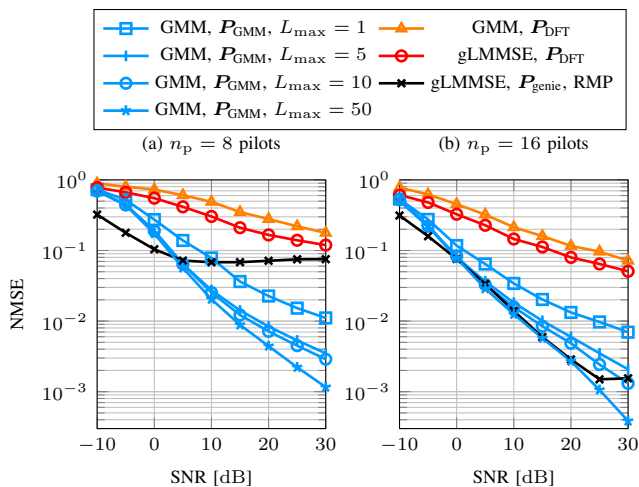 GMM, P_GMM, L_max = 1
GMM, P_GMM, L_max = 5
GMM, P_GMM, L_max = 10
GMM, P_GMM, L_max = 50
GMM, P_DFT
gLMMSE, P_DFT
gLMMSE, P_genie, RMP
(a) n_p = 8 pilots
(b) n_p = 16 pilots
NMSE
10^0
10^−1
10^−2
10^−3
−10 0 10 20 30
SNR [dB]
10^0
10^−1
10^−2
10^−3
−10 0 10 20 30
SNR [dB]